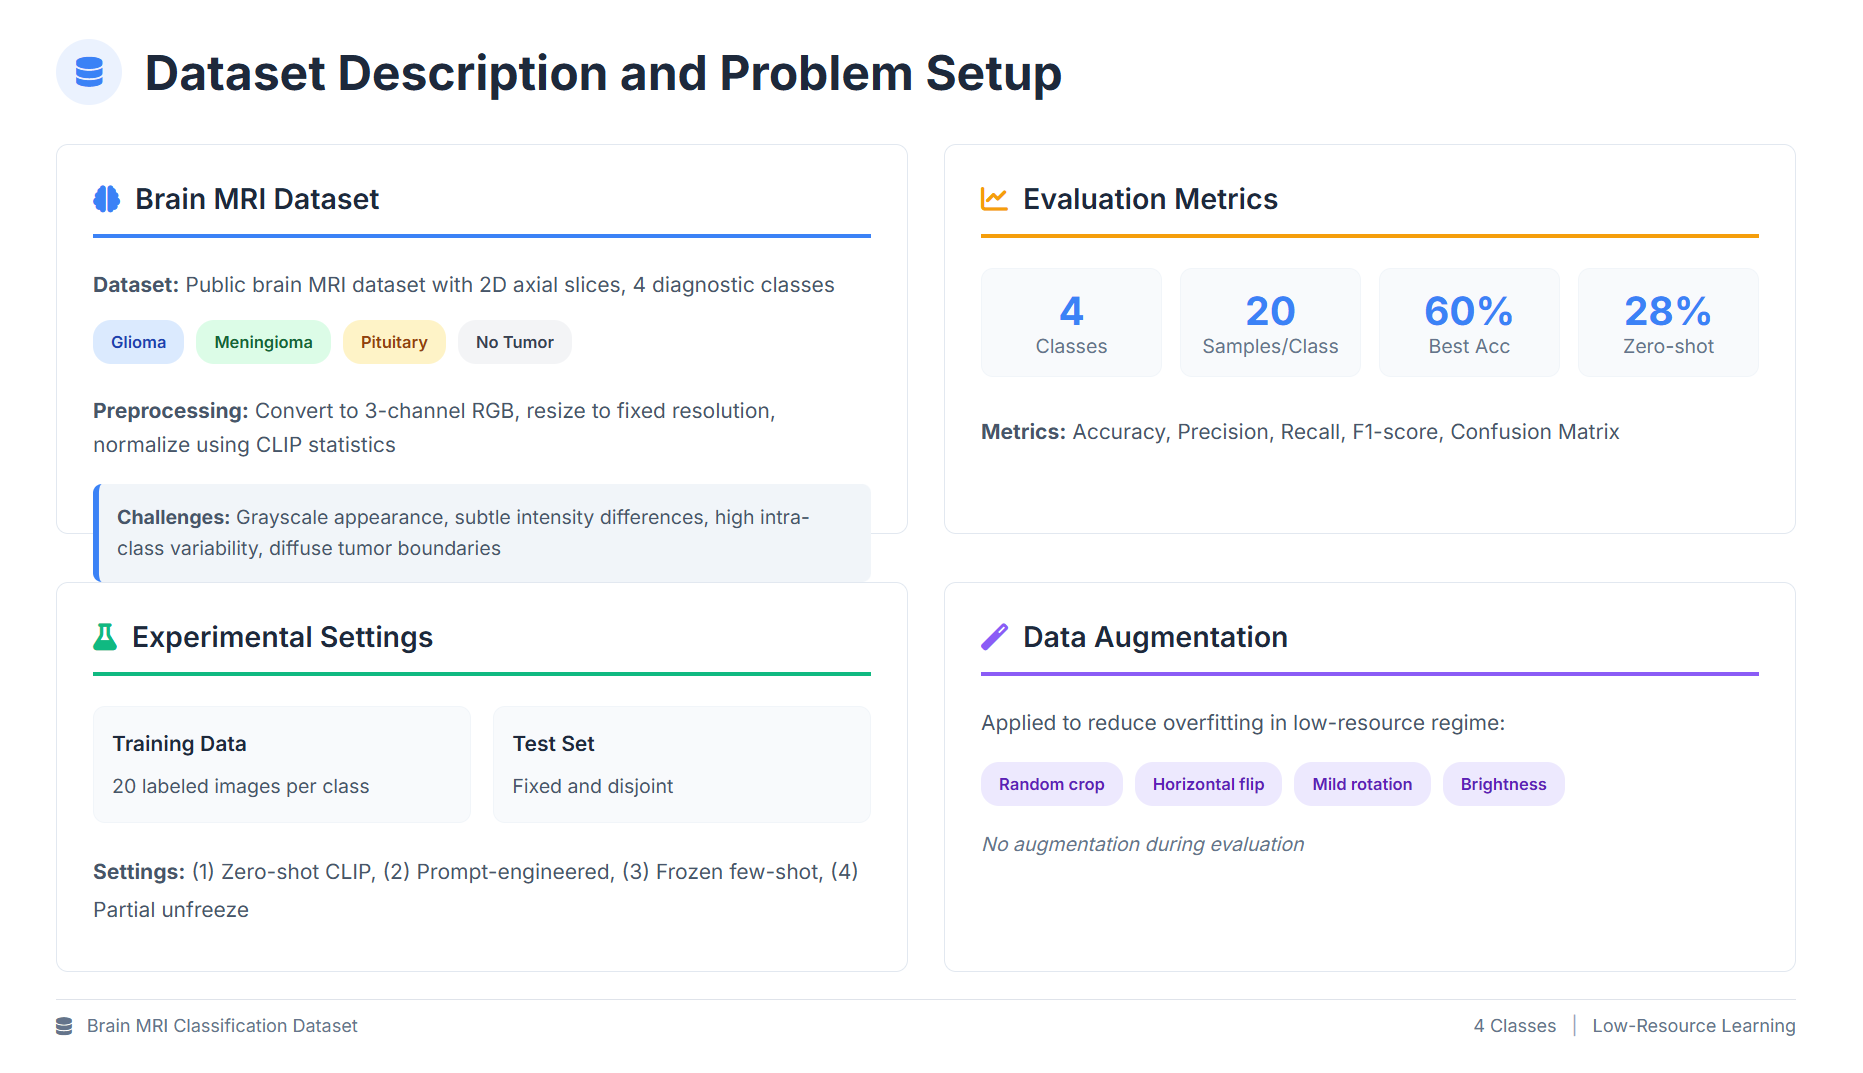 Dataset Description and Problem Setup
Brain MRI Dataset
Dataset: Public brain MRI dataset with 2D axial slices, 4 diagnostic classes
Glioma
Meningioma
Pituitary
No Tumor
Preprocessing: Convert to 3-channel RGB, resize to fixed resolution,
normalize using CLIP statistics
Challenges: Grayscale appearance, subtle intensity differences, high intra-
class variability, diffuse tumor boundaries
Evaluation Metrics
4
Classes
20
Samples/Class
60%
Best Acc
28%
Zero-shot
Metrics: Accuracy, Precision, Recall, F1-score, Confusion Matrix
Experimental Settings
Training Data
20 labeled images per class
Test Set
Fixed and disjoint
Settings: (1) Zero-shot CLIP, (2) Prompt-engineered, (3) Frozen few-shot, (4)
Partial unfreeze
Data Augmentation
Applied to reduce overfitting in low-resource regime:
Random crop
Horizontal flip
Mild rotation
Brightness
No augmentation during evaluation
Brain MRI Classification Dataset
4 Classes | Low-Resource Learning